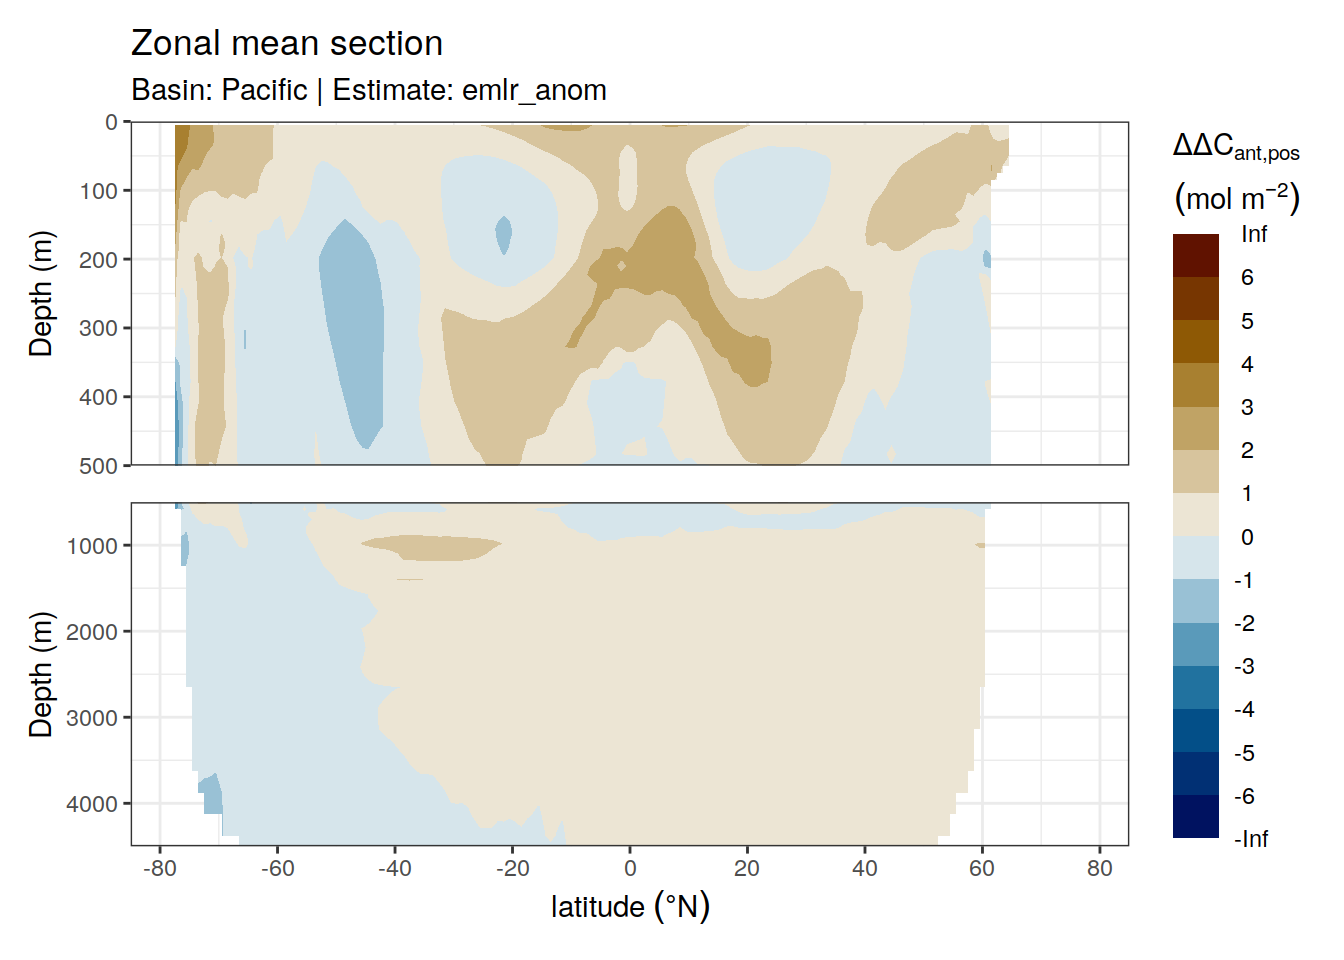 Zonal mean section
Basin: Pacific | Estimate: emlr_anom
0
100
200
300
400
500
Depth (m)
1000
2000
3000
4000
Depth (m)
-80 -60 -40 -20 0 20 40 60 80
latitude (°N)
ΔΔCant,pos
(mol m−2)
Inf
6
5
4
3
2
1
0
-1
-2
-3
-4
-5
-6
-Inf